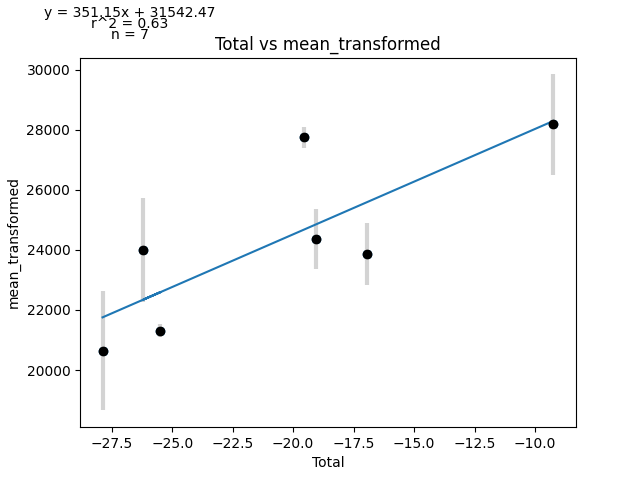 y = 351.15x + 31542.47
r^2 = 0.63
n = 7
Total vs mean_transformed
30000
28000
26000
24000
22000
20000
mean_transformed
−27.5 −25.0 −22.5 −20.0 −17.5 −15.0 −12.5 −10.0
Total